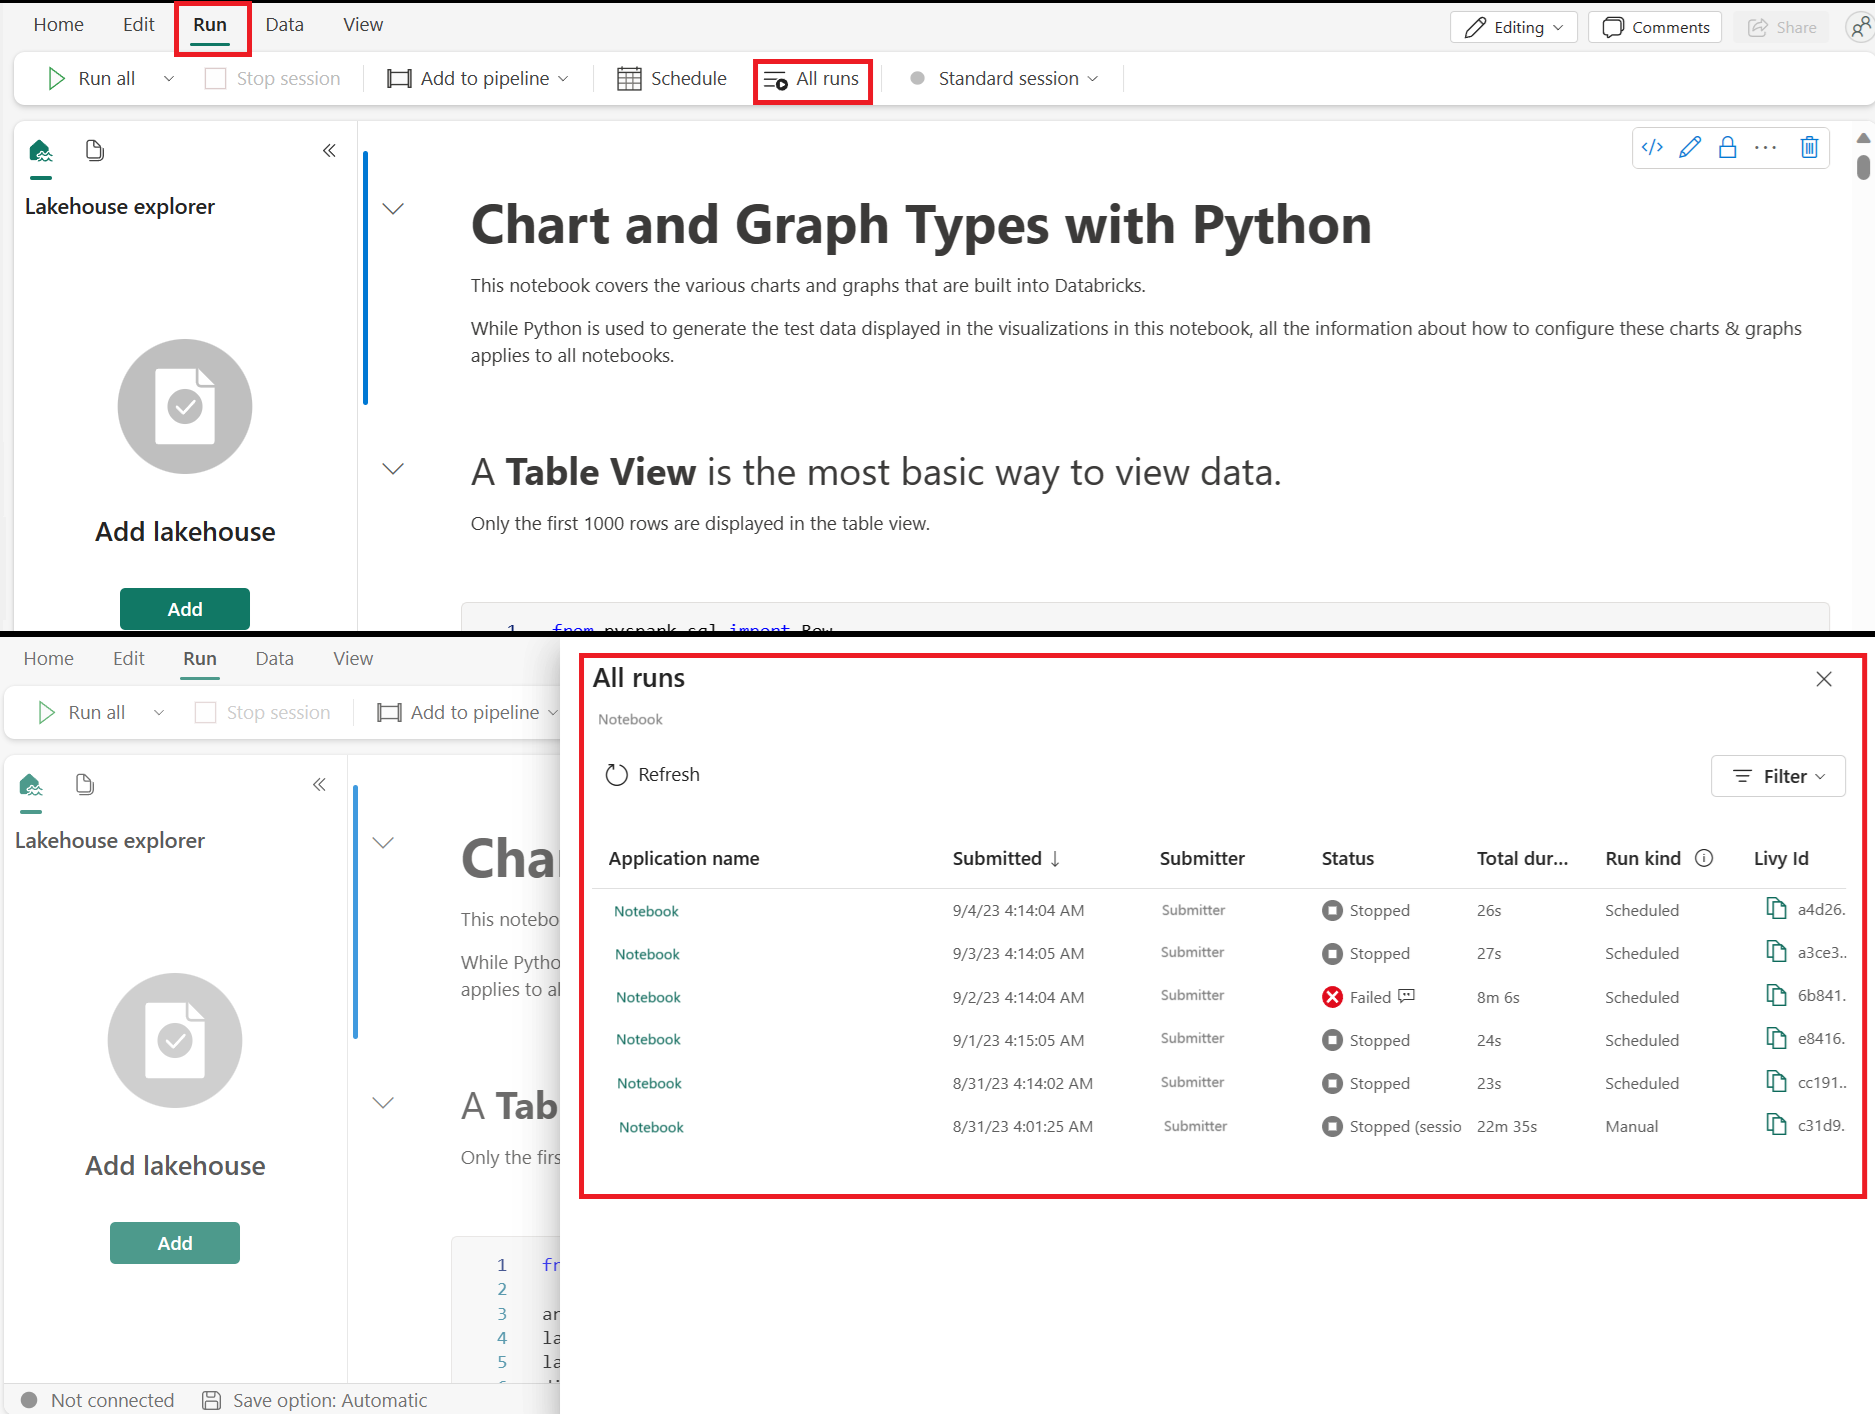 Home Edit Run Data View Editing Comments Share
Run all Stop session Add to pipeline Schedule All runs Standard session
Lakehouse explorer
Chart and Graph Types with Python
This notebook covers the various charts and graphs that are built into Databricks.
While Python is used to generate the test data displayed in the visualizations in this notebook, all the information about how to configure these charts & graphs
applies to all notebooks.
A Table View is the most basic way to view data.
Only the first 1000 rows are displayed in the table view.
Add lakehouse
Add
1 from pyspark.sql import Row
Home Edit Run Data View
Run all Stop session Add to pipeline
Lakehouse explorer
Cha
This notebo
While Pytho
applies to al
A Tab
Only the firs
Add lakehouse
Add
1 fr
2
3 ar
4 la
5 la
Not connected Save option: Automatic
All runs
Notebook
Refresh Filter
Application name Submitted ↓ Submitter Status Total dur... Run kind Livy Id
Notebook 9/4/23 4:14:04 AM Submitter Stopped 26s Scheduled a4d26.
Notebook 9/3/23 4:14:05 AM Submitter Stopped 27s Scheduled a3ce3..
Notebook 9/2/23 4:14:04 AM Submitter Failed 8m 6s Scheduled 6b841.
Notebook 9/1/23 4:15:05 AM Submitter Stopped 24s Scheduled e8416.
Notebook 8/31/23 4:14:02 AM Submitter Stopped 23s Scheduled cc191..
Notebook 8/31/23 4:01:25 AM Submitter Stopped (sessio 22m 35s Manual c31d9.